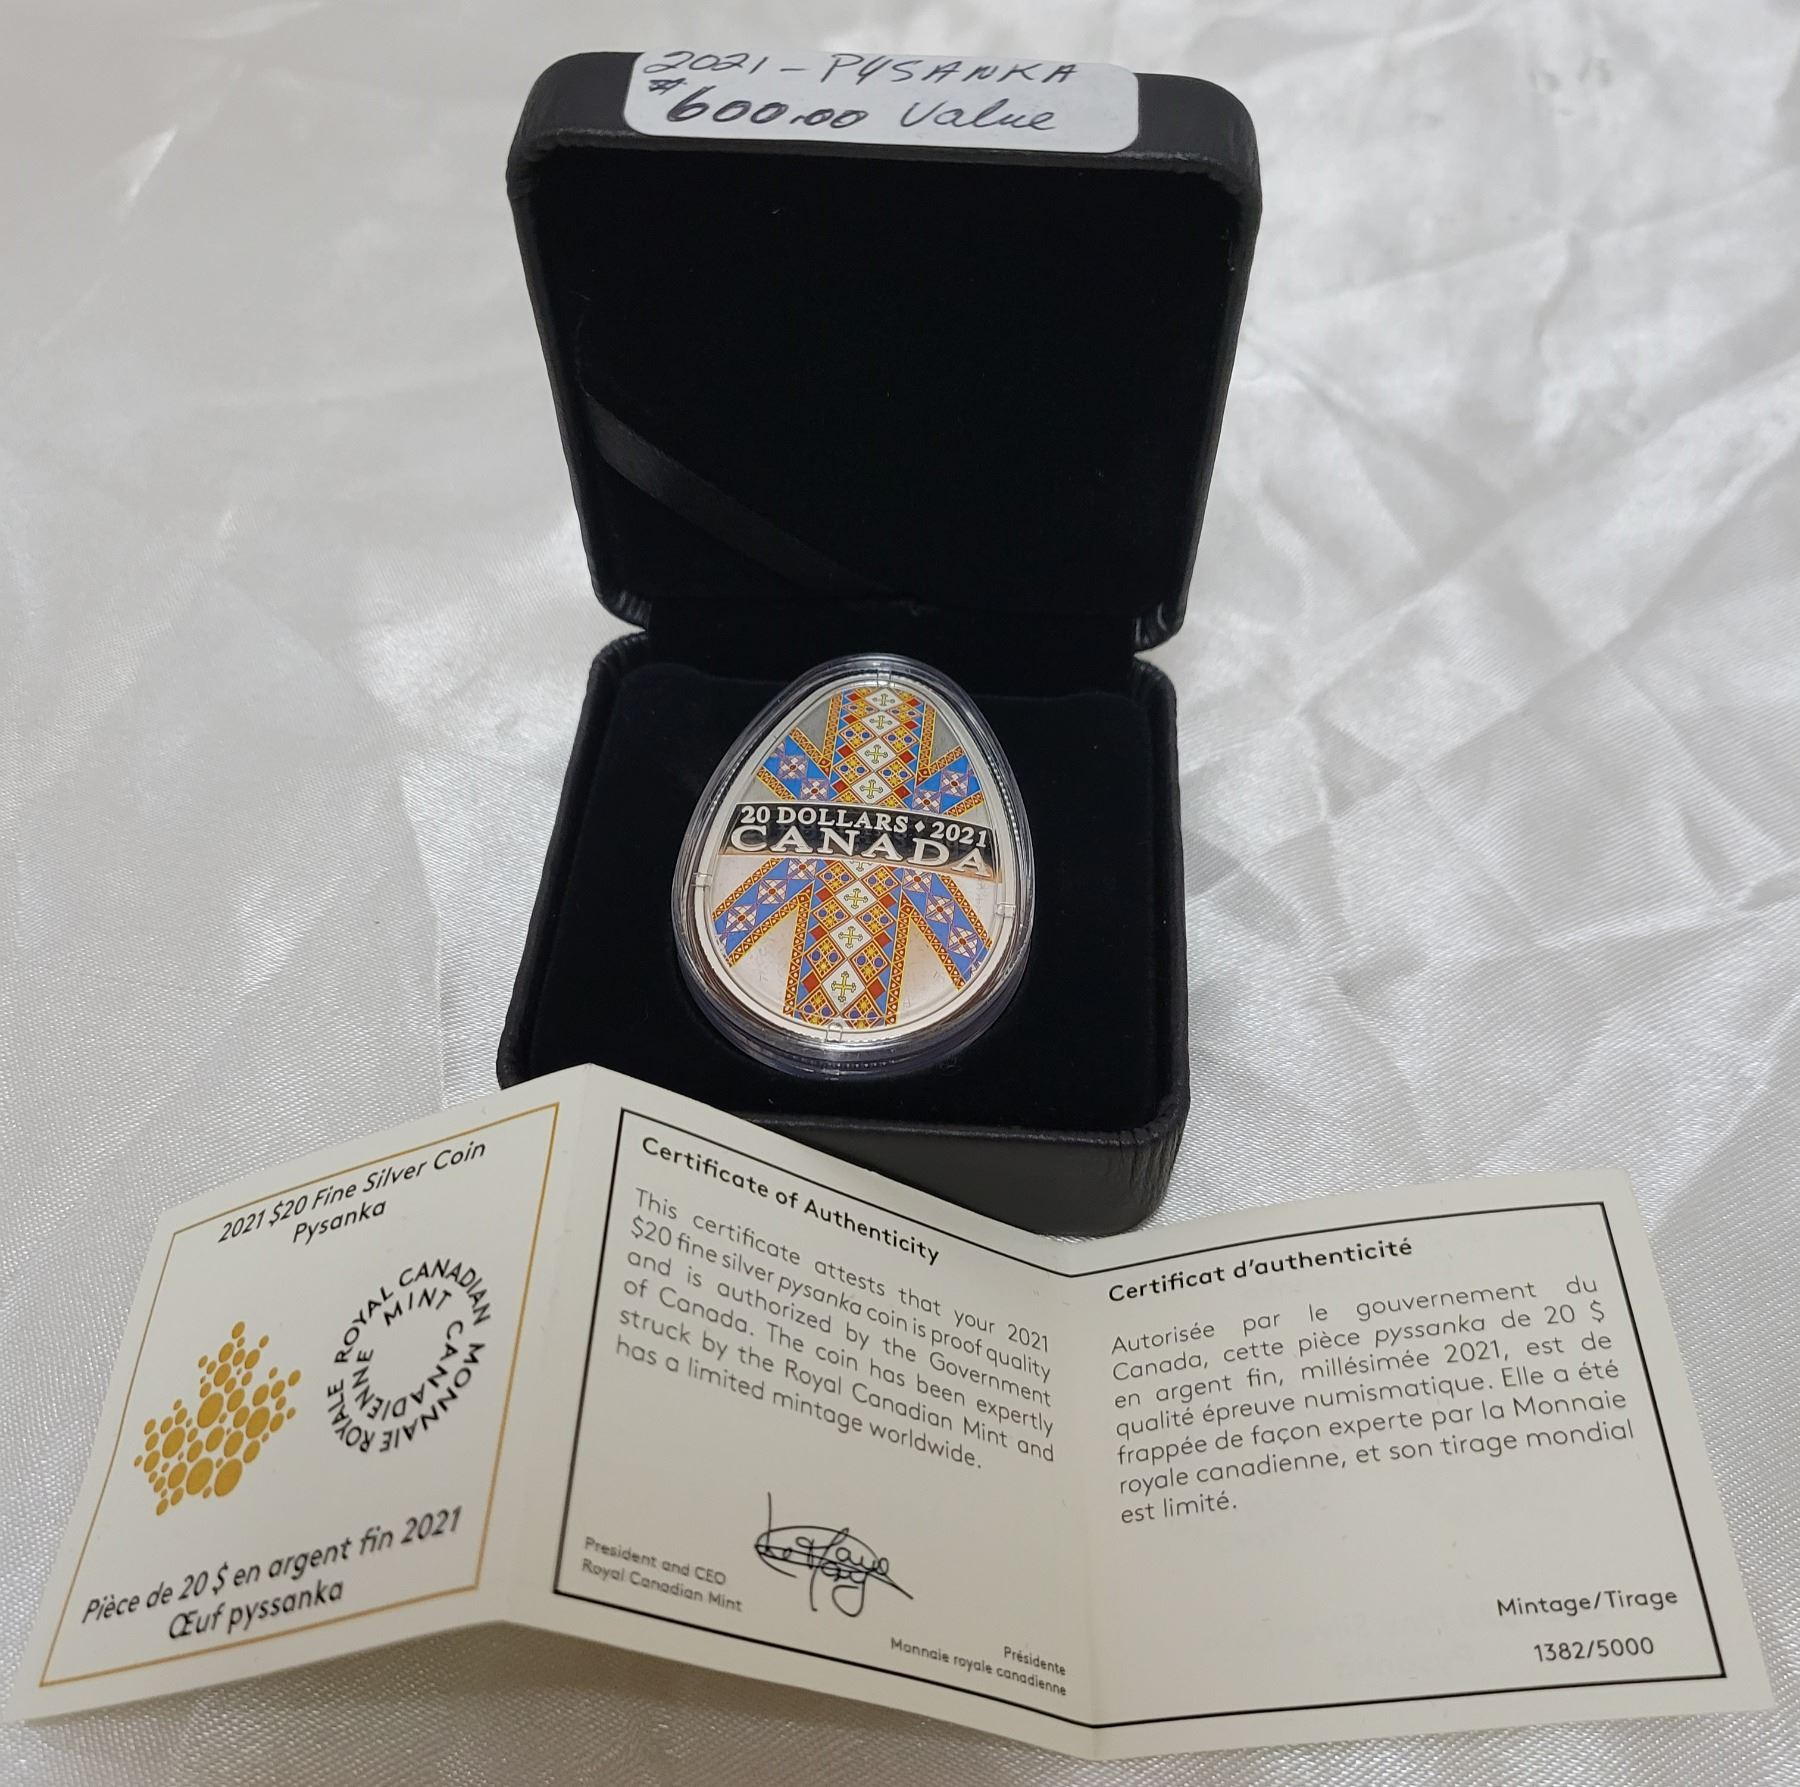 2021 - PYSANKA
$600.00 Value
20 DOLLARS ♦ 2021
CANADA
2021 $20 Fine Silver Coin
Pysanka
ROYAL CANADIAN MINT
MONNAIE ROYALE CANADIENNE
Pièce de 20 $ en argent fin 2021
Œuf pyssanka
Certificate of Authenticity
This certificate attests that your 2021
$20 fine silver pysanka coin is proof quality
and is authorized by the Government
of Canada. The coin has been expertly
struck by the Royal Canadian Mint and
has a limited mintage worldwide.
President and CEO
Royal Canadian Mint
Présidente
Monnaie royale canadienne
Certificat d'authenticité
Autorisée par le gouvernement du
Canada, cette pièce pyssanka de 20 $
en argent fin, millésimée 2021, est de
qualité épreuve numismatique. Elle a été
frappée de façon experte par la Monnaie
royale canadienne, et son tirage mondial
est limité.
Mintage/Tirage
1382/5000